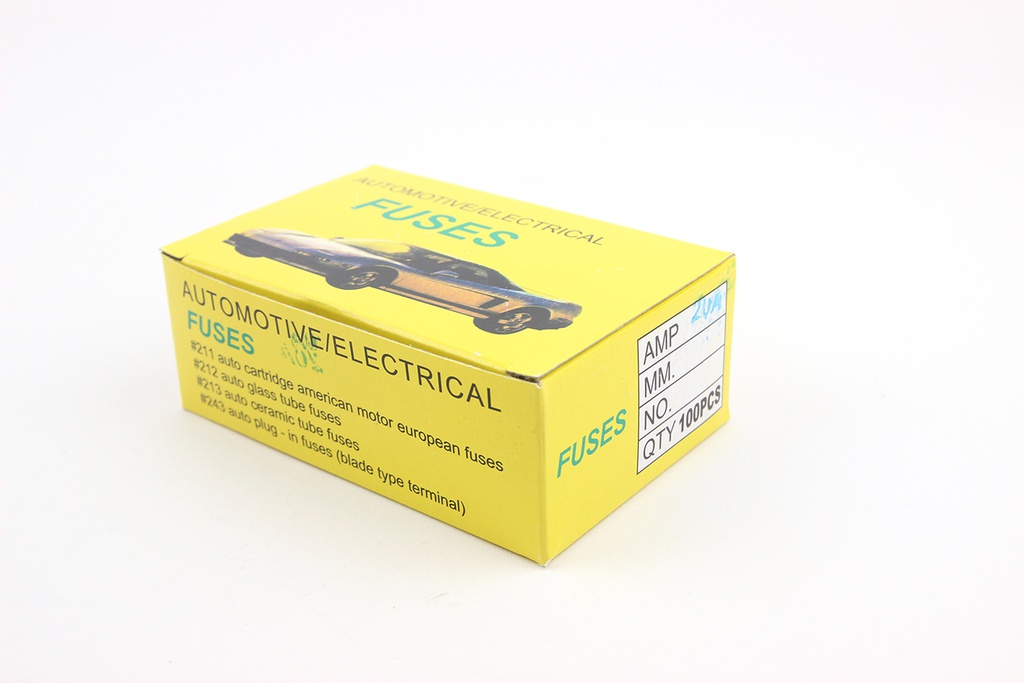 AUTOMOTIVE/ELECTRICAL
FUSES
AUTOMOTIVE/ELECTRICAL
FUSES
#211 auto cartridge american motor european fuses
#212 auto glass tube fuses
#213 auto ceramic tube fuses
#243 auto plug - in fuses (blade type terminal)
FUSES
AMP 20A
MM.
NO.
QTY 100PCS